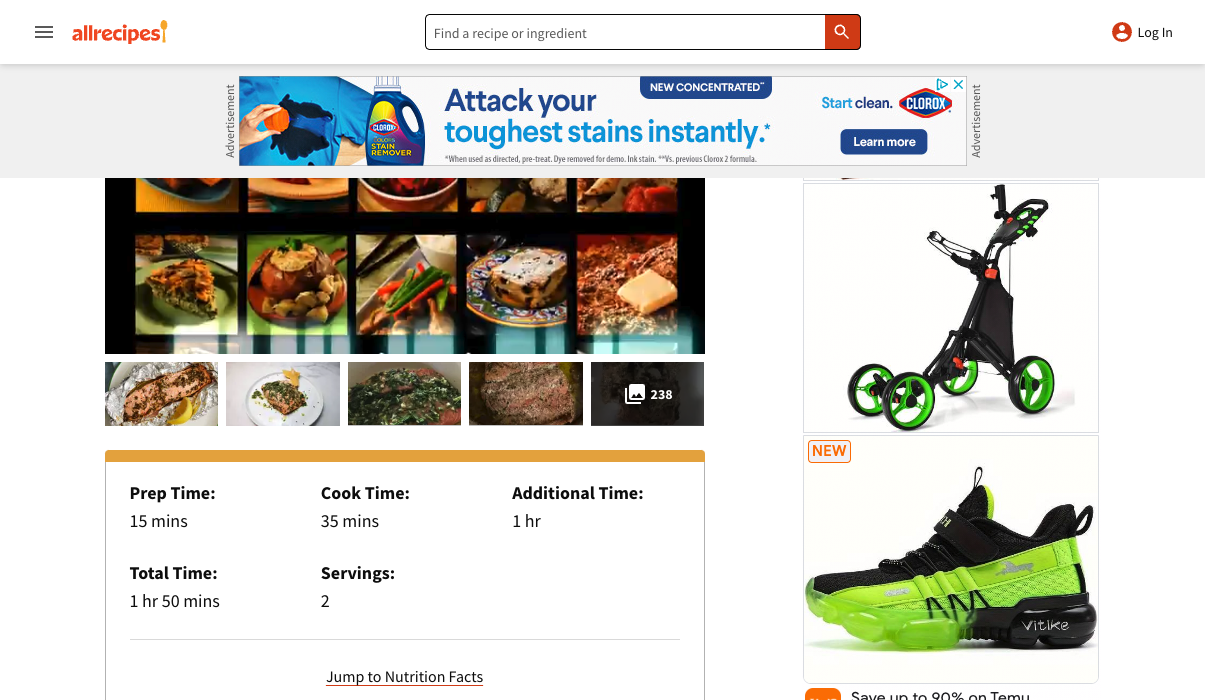 allrecipes
Find a recipe or ingredient
Log In
Advertisement
CLOROX
STAIN
REMOVER
Attack your
toughest stains instantly.*
*When used as directed, pre-treat. Dye removed for demo. Ink stain. **Vs. previous Clorox 2 formula.
NEW CONCENTRATED**
Start clean.
CLOROX
Learn more
Advertisement
238
NEW
Prep Time:
15 mins
Cook Time:
35 mins
Additional Time:
1 hr
Total Time:
1 hr 50 mins
Servings:
2
Vitike
Jump to Nutrition Facts
Save up to 90% on Temu